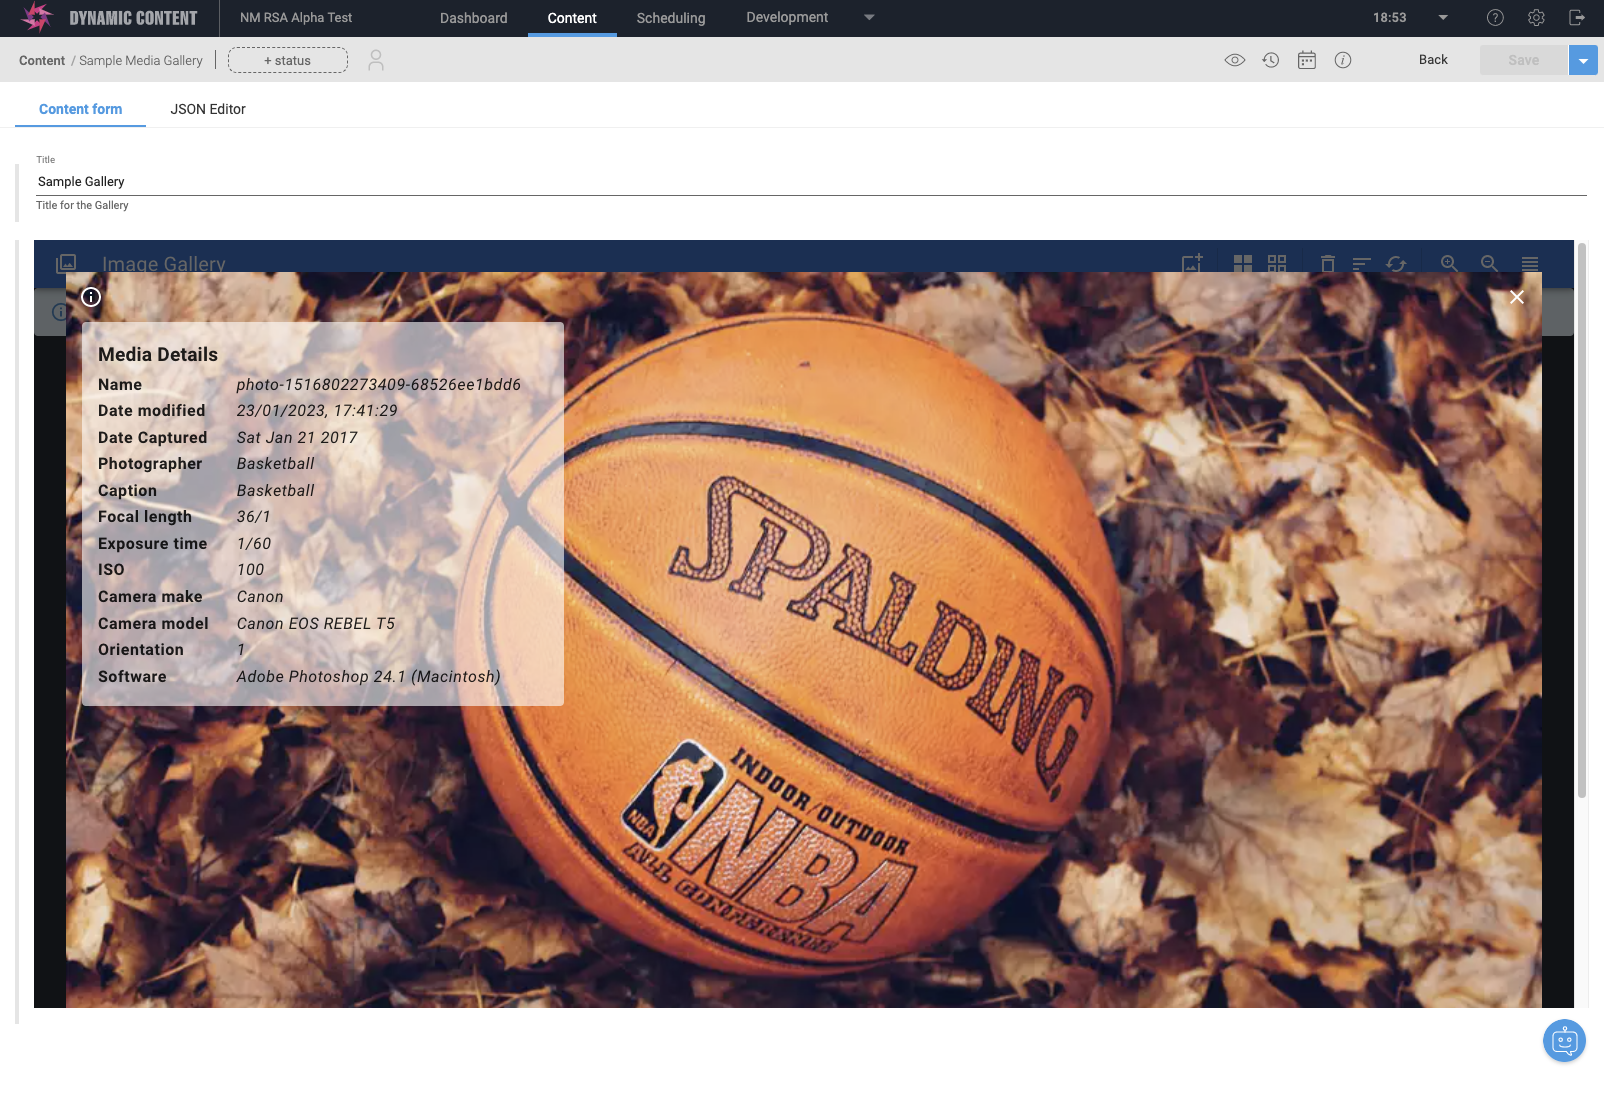 DYNAMIC CONTENT
NM RSA Alpha Test
Dashboard
Content
Scheduling
Development
18:53
Content / Sample Media Gallery
+ status
Back
Save
Content form
JSON Editor
Title
Sample Gallery
Title for the Gallery
Image Gallery
Media Details
Name photo-1516802273409-68526ee1bdd6
Date modified 23/01/2023, 17:41:29
Date Captured Sat Jan 21 2017
Photographer Basketball
Caption Basketball
Focal length 36/1
Exposure time 1/60
ISO 100
Camera make Canon
Camera model Canon EOS REBEL T5
Orientation 1
Software Adobe Photoshop 24.1 (Macintosh)
SPALDING
INDOOR/OUTDOOR
NBA
NBA
ALL CONFERENCE